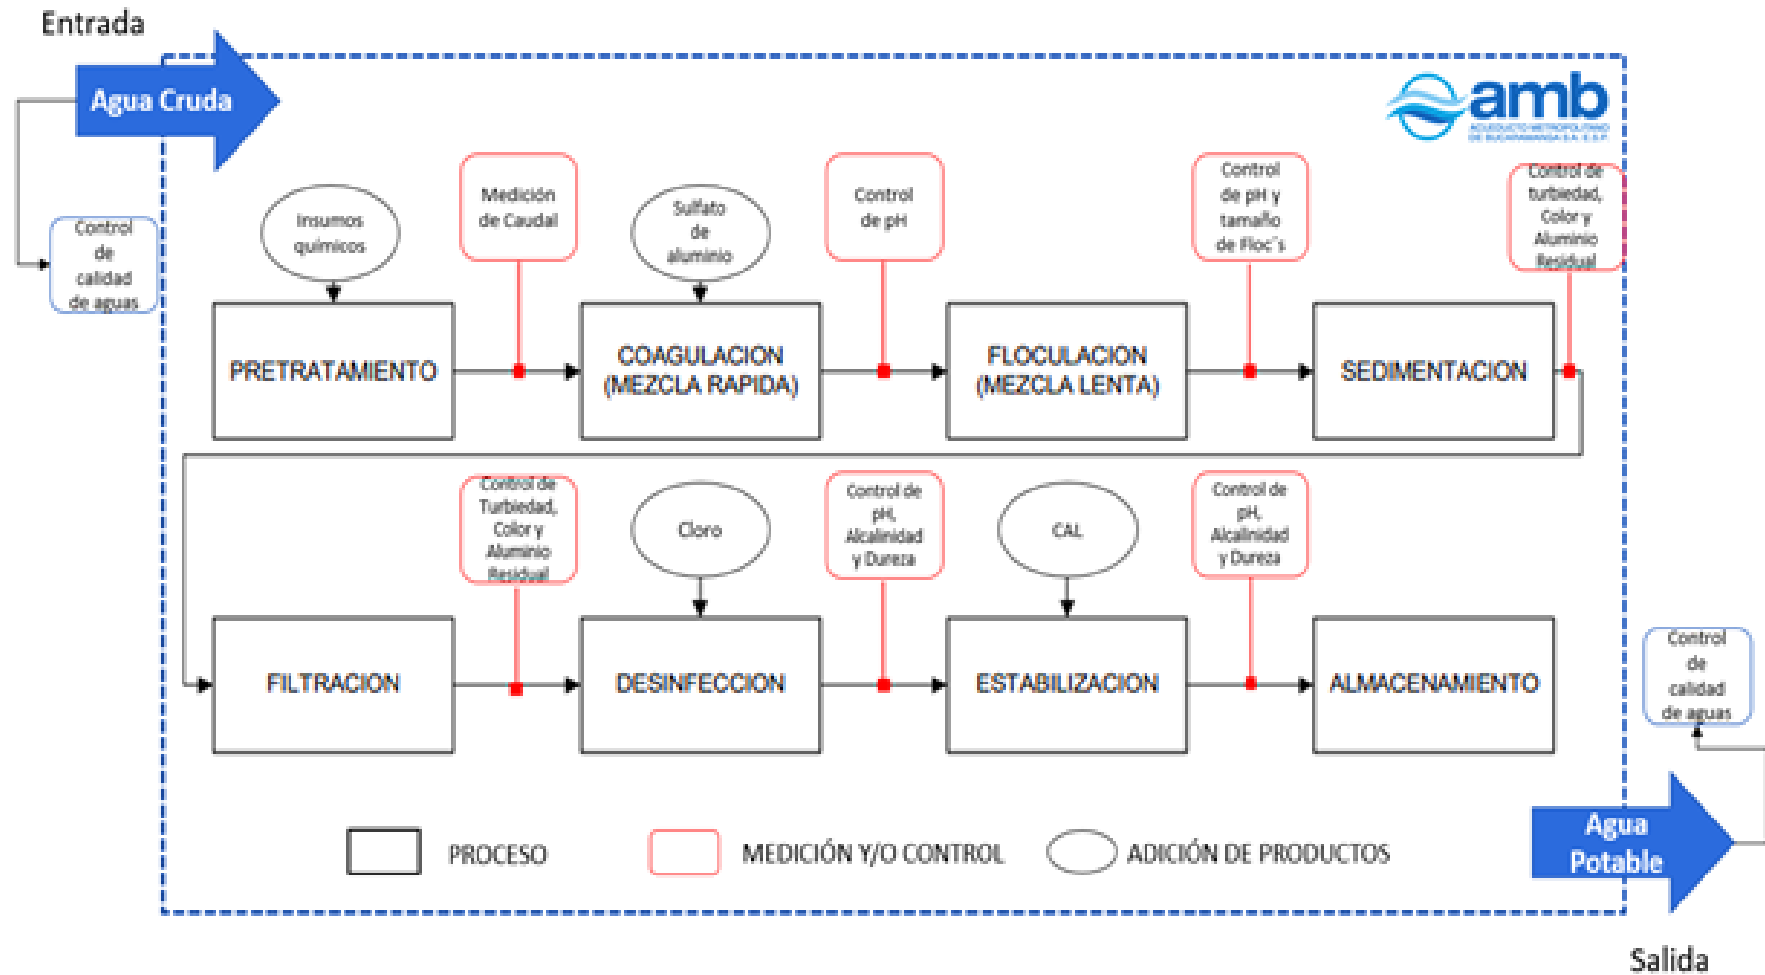 Entrada
Agua Cruda
amb
ACUEDUCTO METROPOLITANO
DE BUCARAMANGA S.A. E.S.P.
Control
de
calidad
de aguas
Insumos
químicos
Medición
de Caudal
Sulfato
de
aluminio
Control
de pH
Control
de pH y
tamaño
de Floc´s
Control de
turbiedad,
Color y
Aluminio
Residual
PRETRATAMIENTO
COAGULACION
(MEZCLA RAPIDA)
FLOCULACION
(MEZCLA LENTA)
SEDIMENTACION
Control de
Turbiedad,
Color y
Aluminio
Residual
Cloro
Control de
pH,
Alcalinidad
y Dureza
CAL
Control de
pH,
Alcalinidad
y Dureza
FILTRACION
DESINFECCION
ESTABILIZACION
ALMACENAMIENTO
Control
de
calidad
de aguas
PROCESO
MEDICIÓN Y/O CONTROL
ADICIÓN DE PRODUCTOS
Agua
Potable
Salida